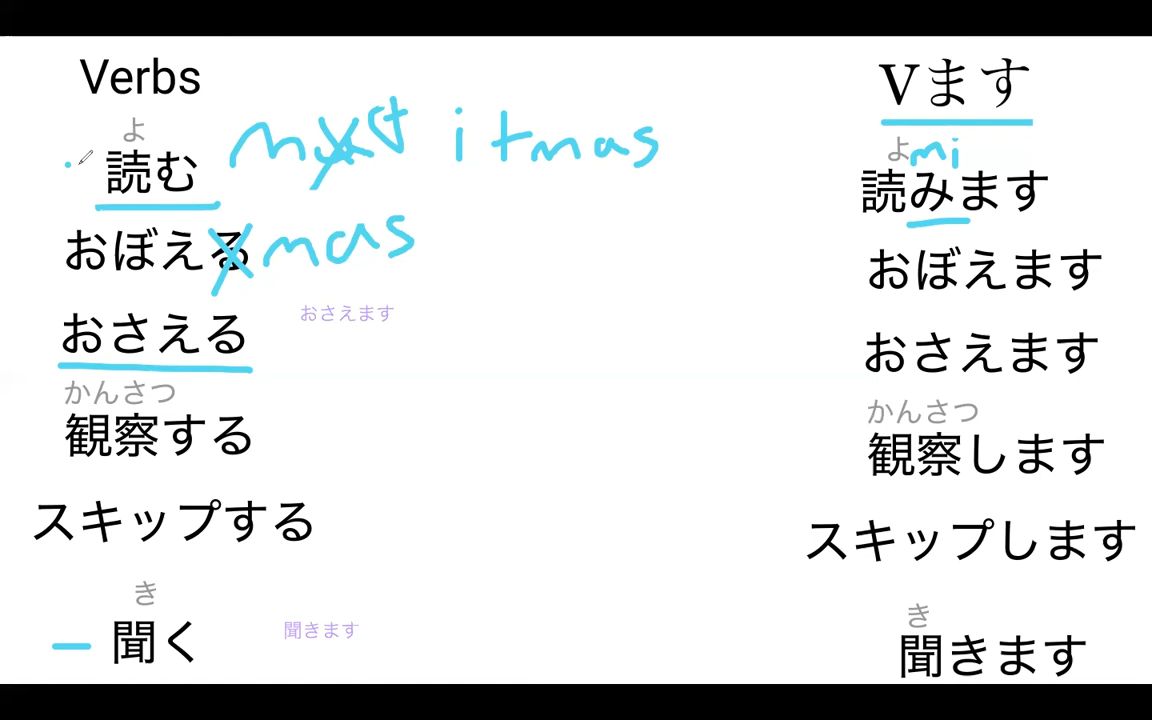 Verbs
よ
読む
itmas
おぼえる mas
おさえる
おさえます
かんさつ
観察する
スキップする
き
聞く
聞きます
Vます
よ mi
読みます
おぼえます
おさえます
かんさつ
観察します
スキップします
き
聞きます